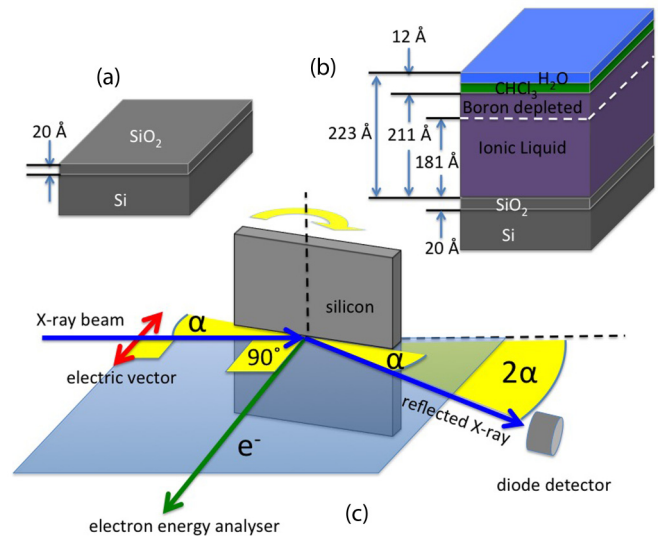 (a)
20 Å
SiO₂
Si
(b)
12 Å
H₂O
CHCl₃
Boron depleted
223 Å
211 Å
181 Å
Ionic Liquid
SiO₂
20 Å
Si
silicon
X-ray beam
α
90°
α
2α
electric vector
reflected X-ray
e⁻
diode detector
electron energy analyser
(c)